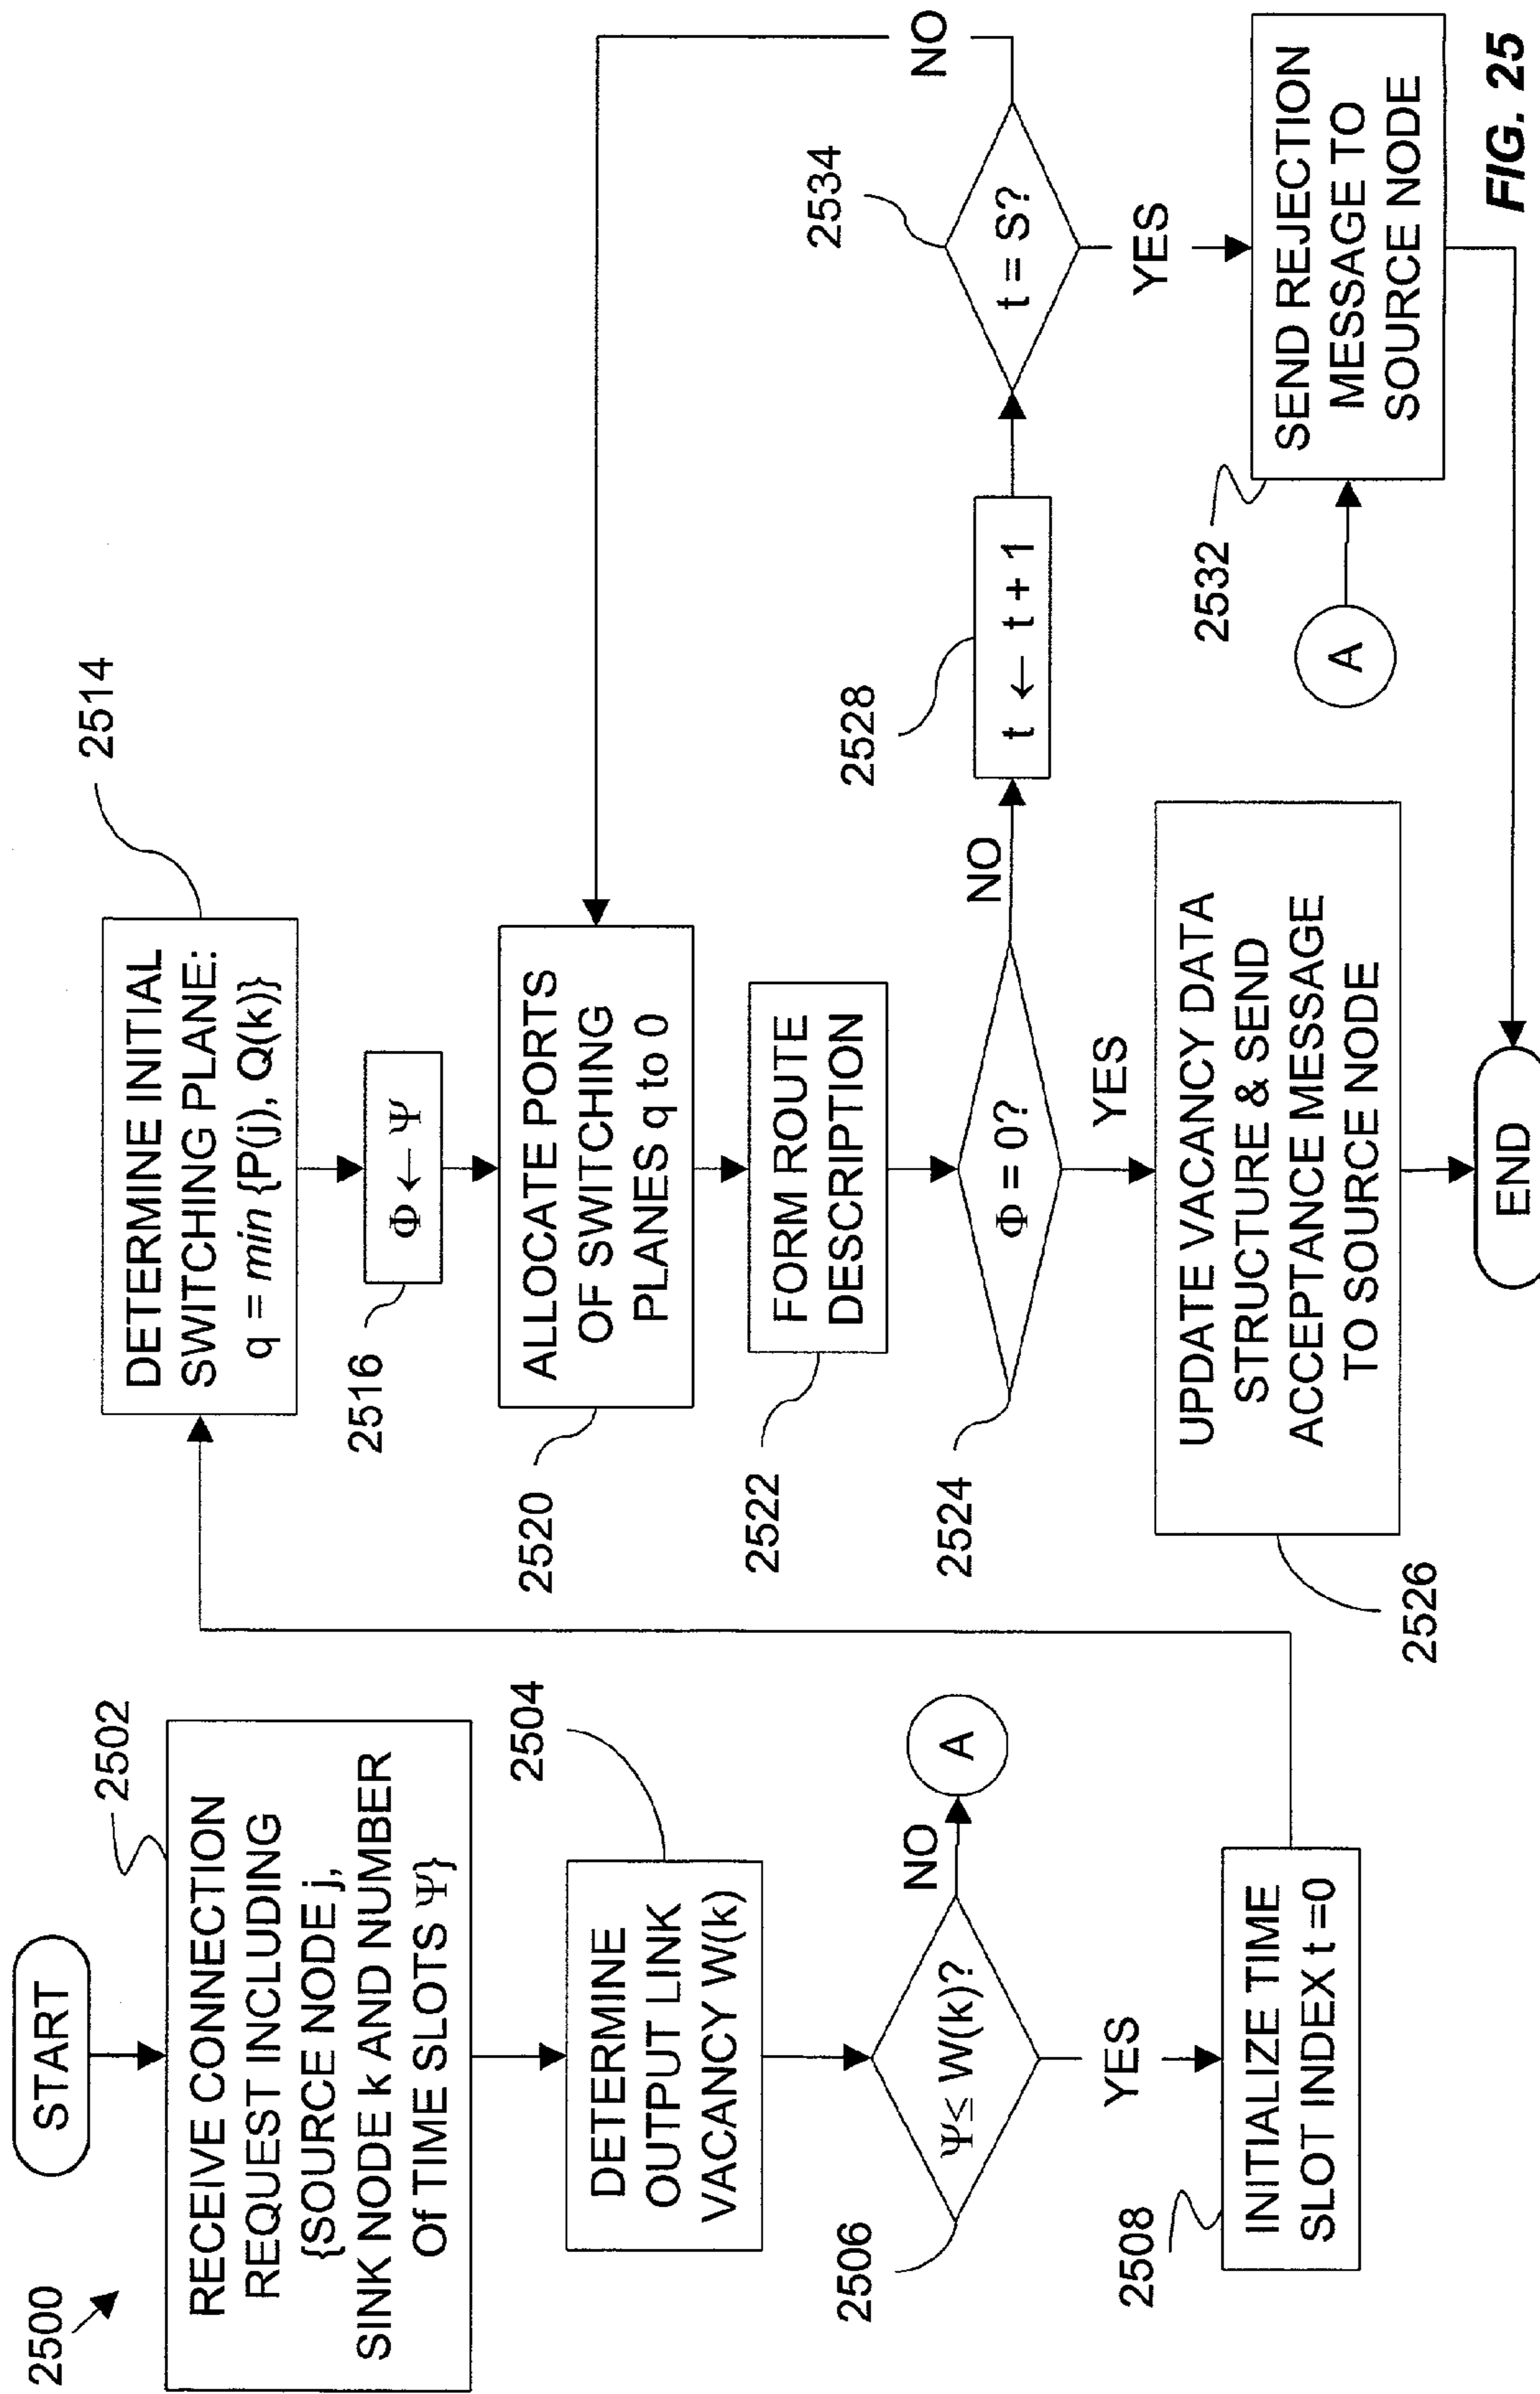 2500
START
2502
RECEIVE CONNECTION
REQUEST INCLUDING
{SOURCE NODE j,
SINK NODE k AND NUMBER
Of TIME SLOTS Ψ}
2504
DETERMINE
OUTPUT LINK
VACANCY W(k)
2506
Ψ≤ W(k)?
NO
A
YES
2508
INITIALIZE TIME
SLOT INDEX t =0
2514
DETERMINE INITIAL
SWITCHING PLANE:
q = min {P(j), Q(k)}
2516
Φ ← Ψ
2520
ALLOCATE PORTS
OF SWITCHING
PLANES q to 0
2522
FORM ROUTE
DESCRIPTION
2524
Φ = 0?
NO
YES
2526
UPDATE VACANCY DATA
STRUCTURE & SEND
ACCEPTANCE MESSAGE
TO SOURCE NODE
END
2528
t ← t + 1
2534
t = S?
NO
YES
2532
A
SEND REJECTION
MESSAGE TO
SOURCE NODE
FIG. 25